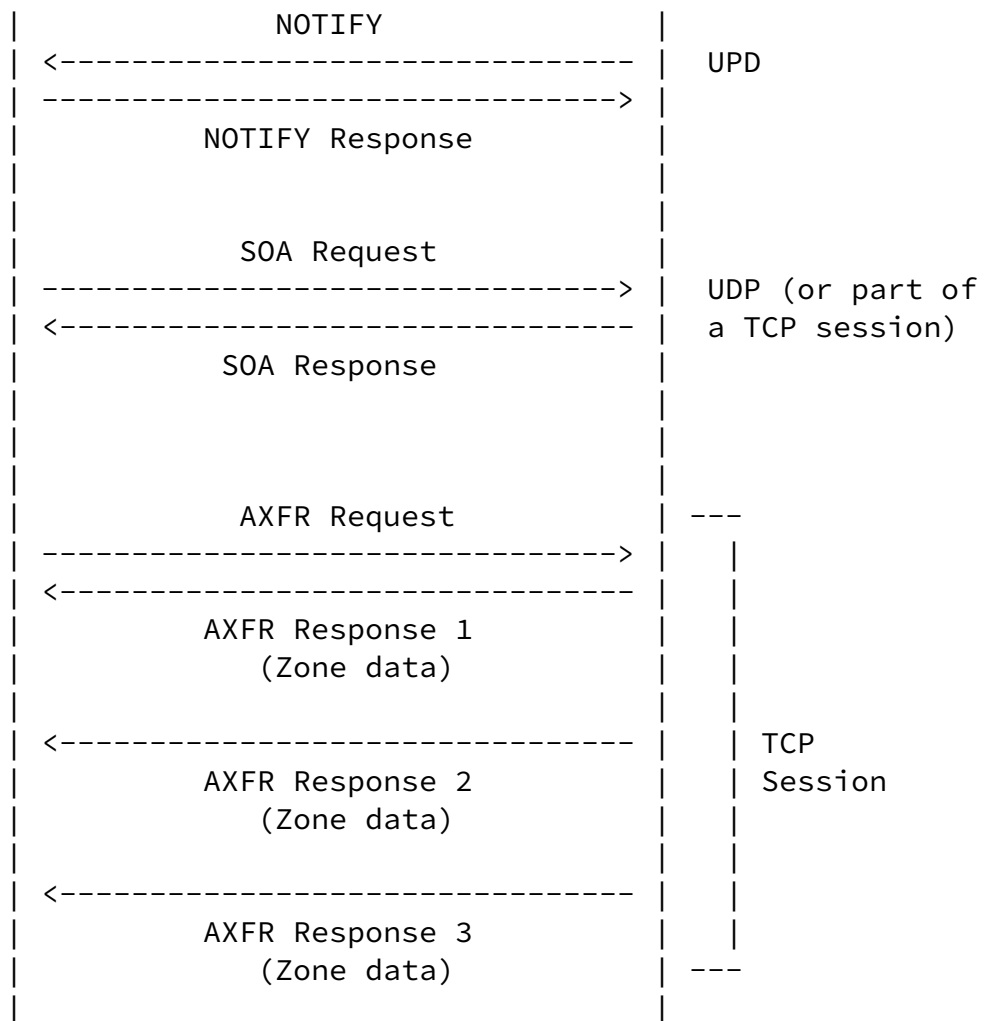 NOTIFY
UPD
NOTIFY Response
SOA Request
UDP (or part of
a TCP session)
SOA Response
AXFR Request
AXFR Response 1
(Zone data)
TCP
AXFR Response 2
Session
(Zone data)
AXFR Response 3
(Zone data)